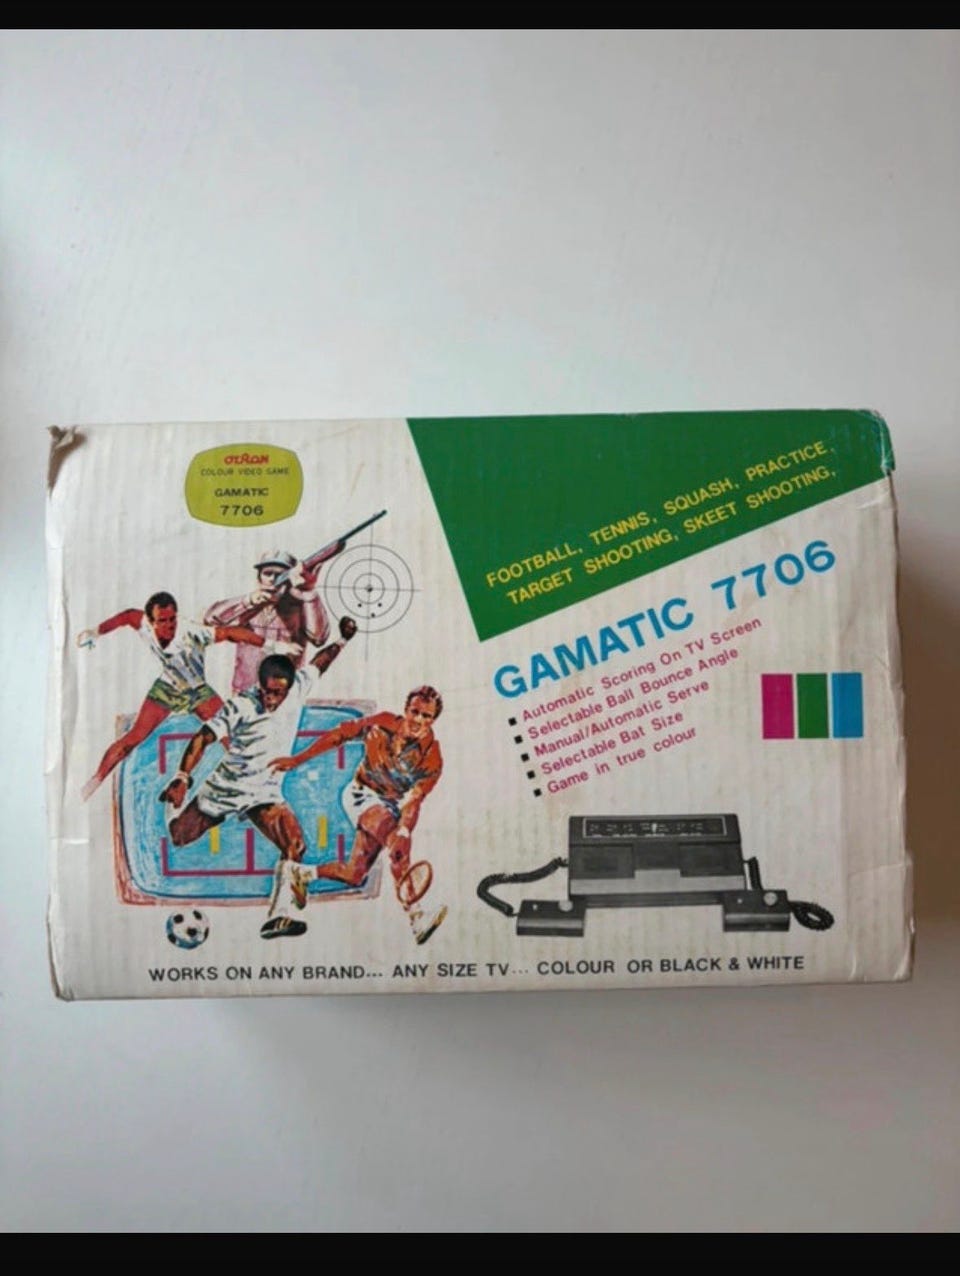 OTRON
COLOUR VIDEO GAME
GAMATIC
7706
FOOTBALL, TENNIS, SQUASH, PRACTICE,
TARGET SHOOTING, SKEET SHOOTING,
GAMATIC 7706
Automatic Scoring On TV Screen
Selectable Ball Bounce Angle
Manual/Automatic Serve
Selectable Bat Size
Game in true colour
WORKS ON ANY BRAND... ANY SIZE TV... COLOUR OR BLACK & WHITE